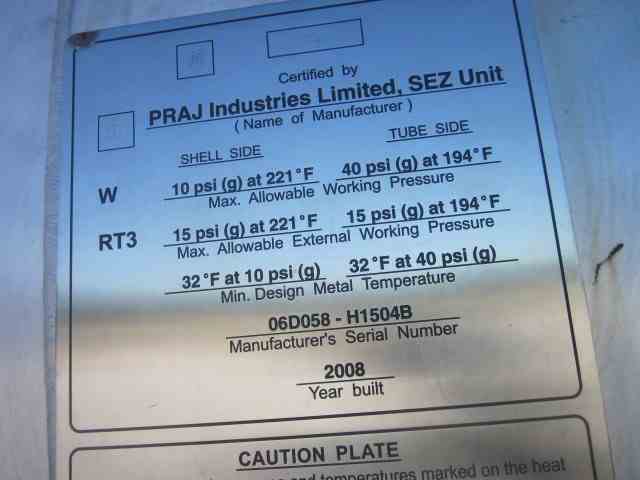 Certified by
PRAJ Industries Limited, SEZ Unit
( Name of Manufacturer )
SHELL SIDE TUBE SIDE
W 10 psi (g) at 221°F 40 psi (g) at 194°F
Max. Allowable Working Pressure
RT3 15 psi (g) at 221°F 15 psi (g) at 194°F
Max. Allowable External Working Pressure
32°F at 10 psi (g) 32°F at 40 psi (g)
Min. Design Metal Temperature
06D058 - H1504B
Manufacturer's Serial Number
2008
Year built
CAUTION PLATE
and temperatures marked on the heat